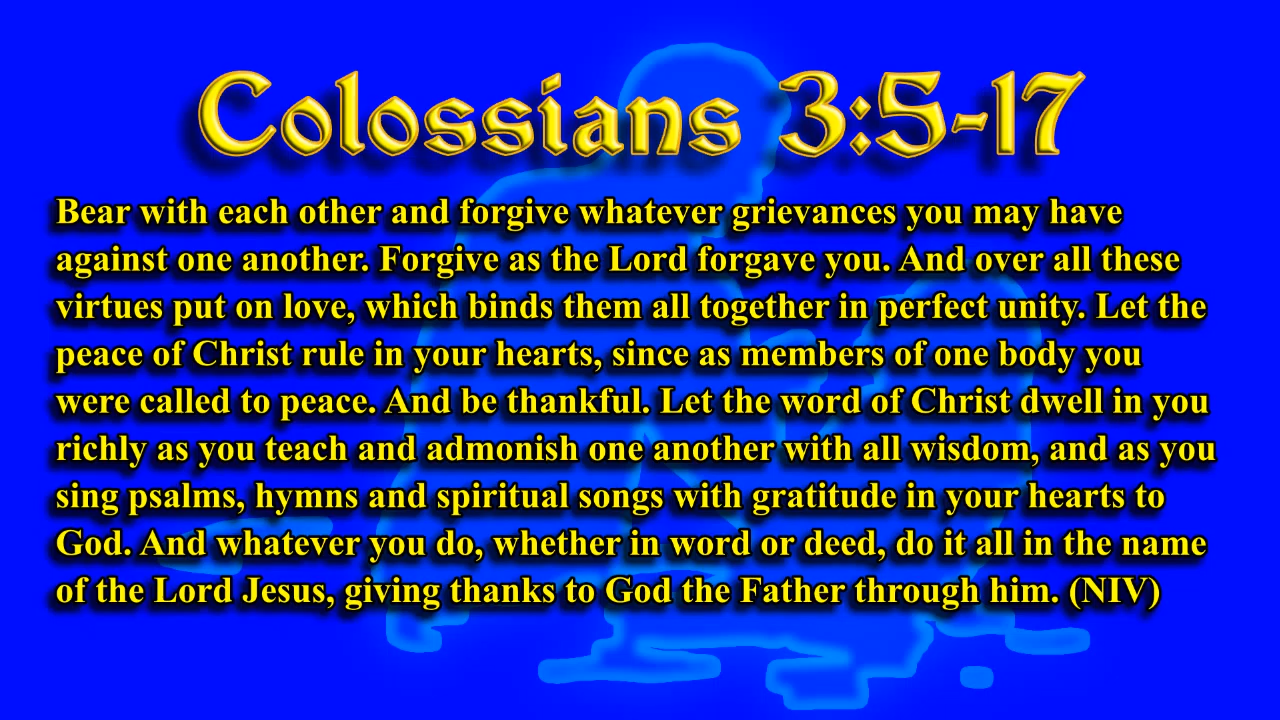 Colossians 3:5-17
Bear with each other and forgive whatever grievances you may have
against one another. Forgive as the Lord forgave you. And over all these
virtues put on love, which binds them all together in perfect unity. Let the
peace of Christ rule in your hearts, since as members of one body you
were called to peace. And be thankful. Let the word of Christ dwell in you
richly as you teach and admonish one another with all wisdom, and as you
sing psalms, hymns and spiritual songs with gratitude in your hearts to
God. And whatever you do, whether in word or deed, do it all in the name
of the Lord Jesus, giving thanks to God the Father through him. (NIV)